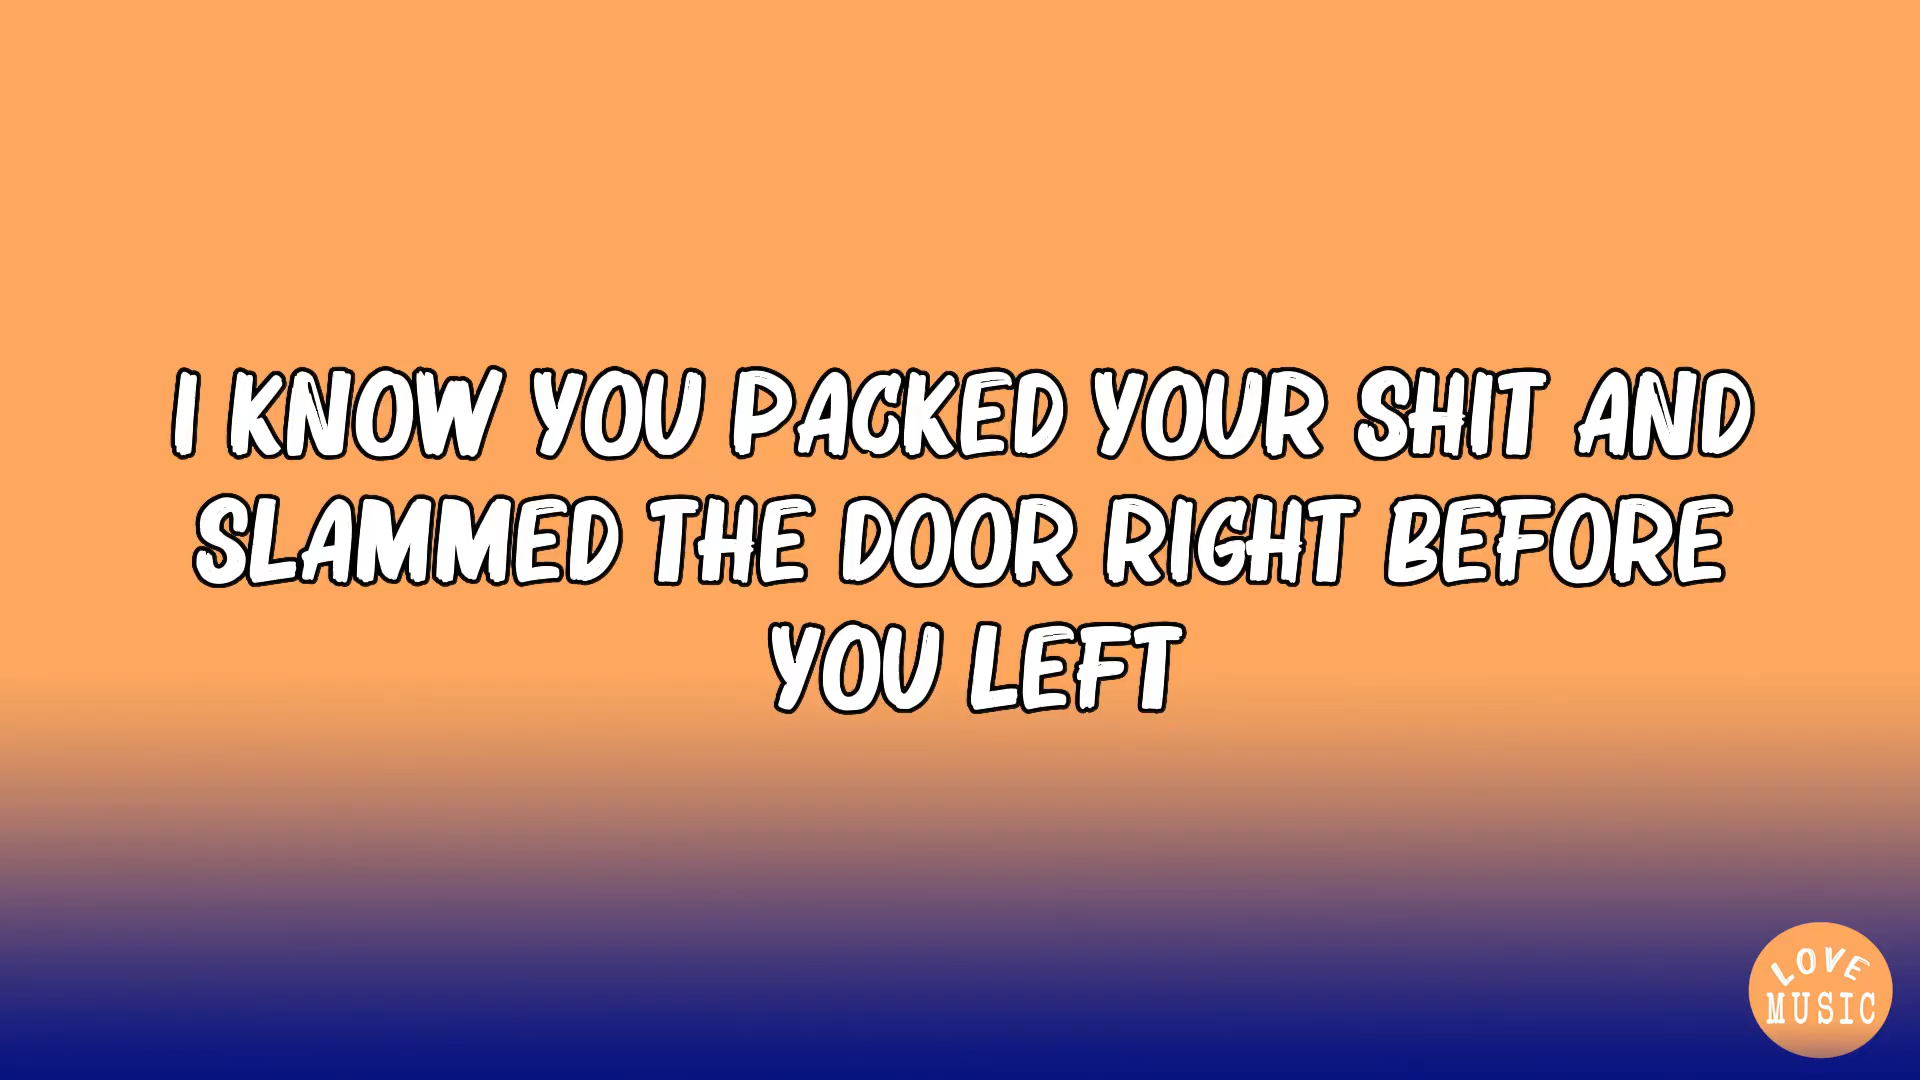 I KNOW YOU PACKED YOUR SHIT AND
SLAMMED THE DOOR RIGHT BEFORE
YOU LEFT
LOVE
MUSIC